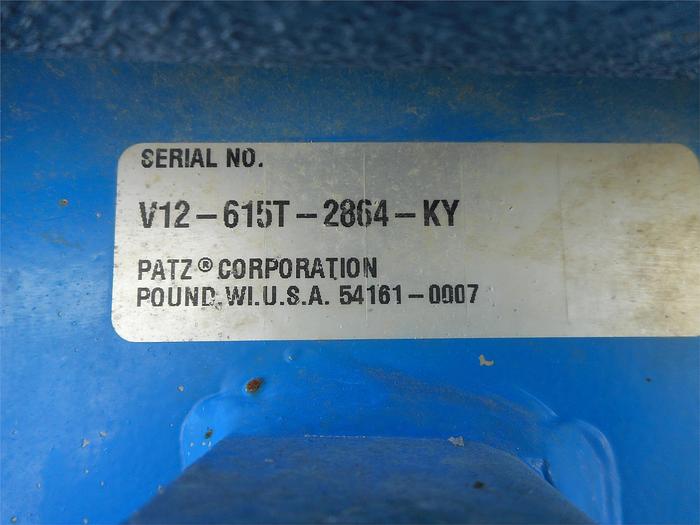 SERIAL NO.
V12-615T-2864-KY
PATZ® CORPORATION
POUND. WI. U.S.A. 54161-0007